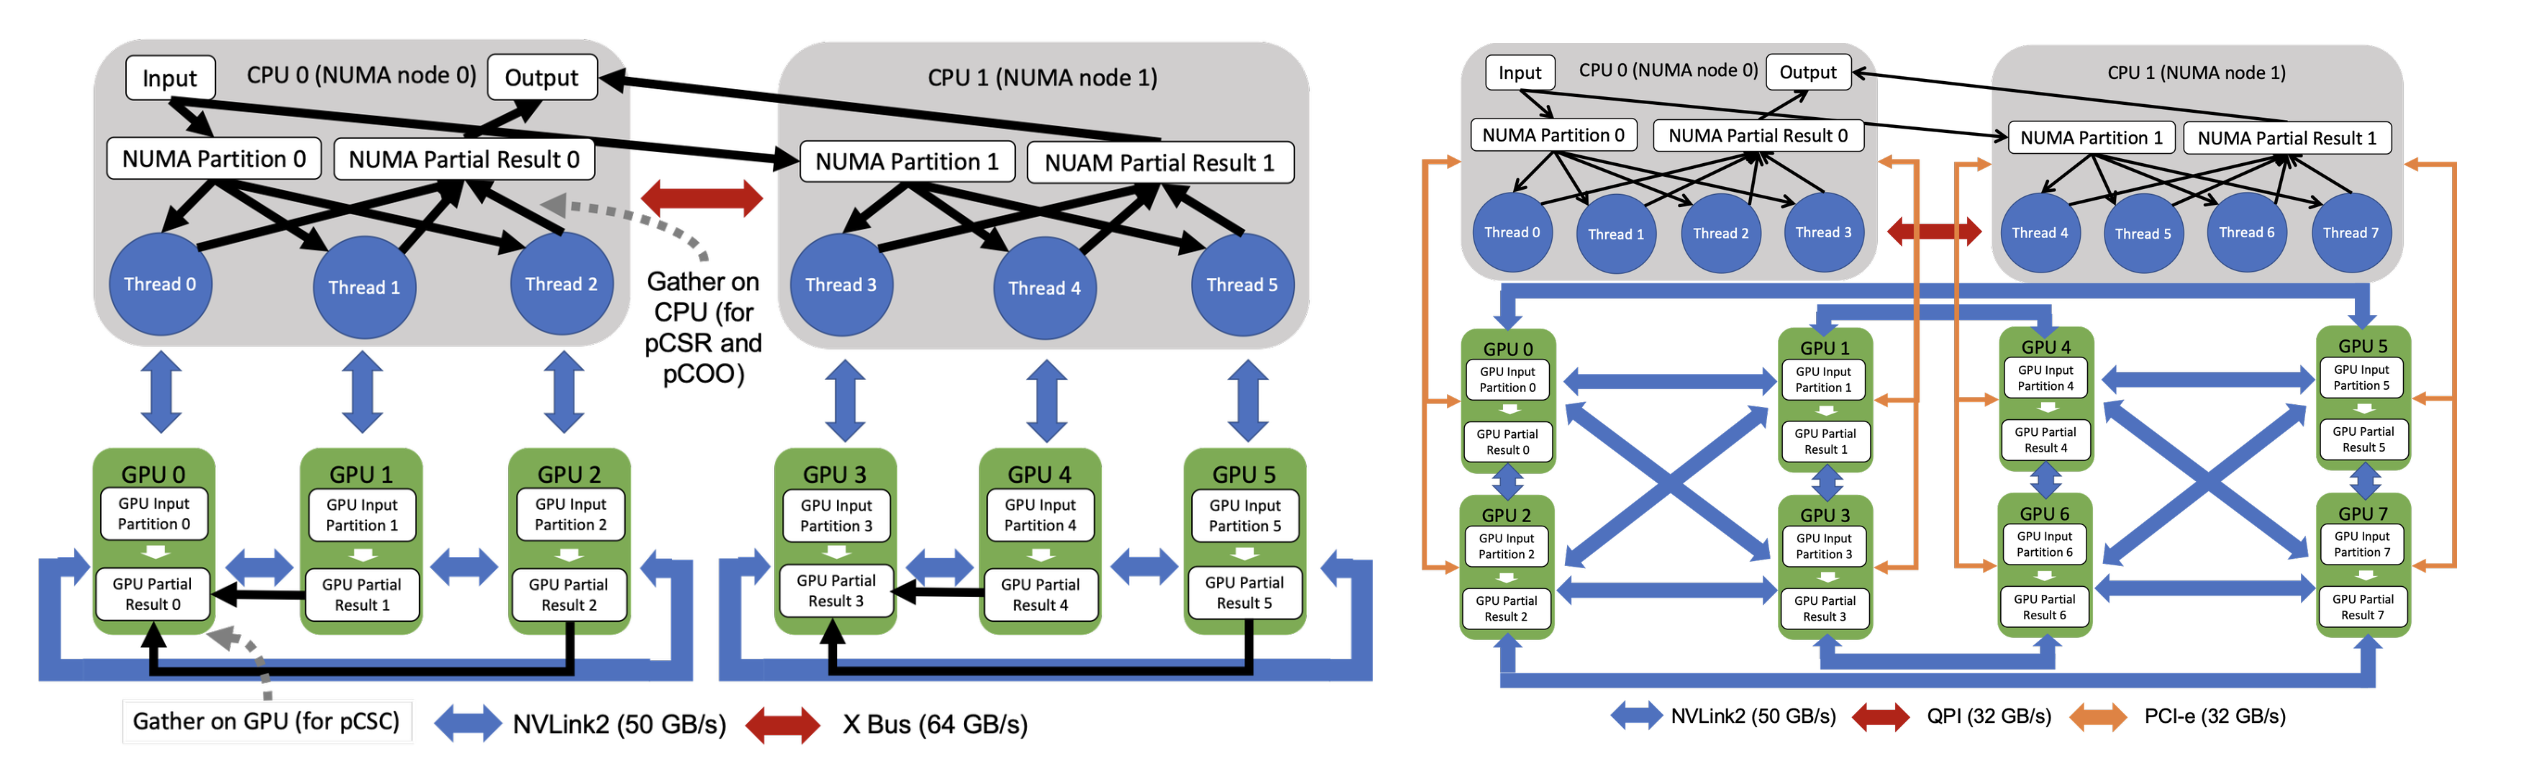 Input
CPU 0 (NUMA node 0)
Output
NUMA Partition 0
NUMA Partial Result 0
Thread 0
Thread 1
Thread 2
CPU 1 (NUMA node 1)
NUMA Partition 1
NUAM Partial Result 1
Thread 3
Thread 4
Thread 5
Gather on
CPU (for
pCSR and
pCOO)
GPU 0
GPU Input
Partition 0
GPU Partial
Result 0
GPU 1
GPU Input
Partition 1
GPU Partial
Result 1
GPU 2
GPU Input
Partition 2
GPU Partial
Result 2
GPU 3
GPU Input
Partition 3
GPU Partial
Result 3
GPU 4
GPU Input
Partition 4
GPU Partial
Result 4
GPU 5
GPU Input
Partition 5
GPU Partial
Result 5
Gather on GPU (for pCSC)
NVLink2 (50 GB/s)
X Bus (64 GB/s)
Input
CPU 0 (NUMA node 0)
Output
NUMA Partition 0
NUMA Partial Result 0
Thread 0
Thread 1
Thread 2
Thread 3
CPU 1 (NUMA node 1)
NUMA Partition 1
NUMA Partial Result 1
Thread 4
Thread 5
Thread 6
Thread 7
GPU 0
GPU Input
Partition 0
GPU Partial
Result 0
GPU 1
GPU Input
Partition 1
GPU Partial
Result 1
GPU 4
GPU Input
Partition 4
GPU Partial
Result 4
GPU 5
GPU Input
Partition 5
GPU Partial
Result 5
GPU 2
GPU Input
Partition 2
GPU Partial
Result 2
GPU 3
GPU Input
Partition 3
GPU Partial
Result 3
GPU 6
GPU Input
Partition 6
GPU Partial
Result 6
GPU 7
GPU Input
Partition 7
GPU Partial
Result 7
NVLink2 (50 GB/s)
QPI (32 GB/s)
PCI-e (32 GB/s)